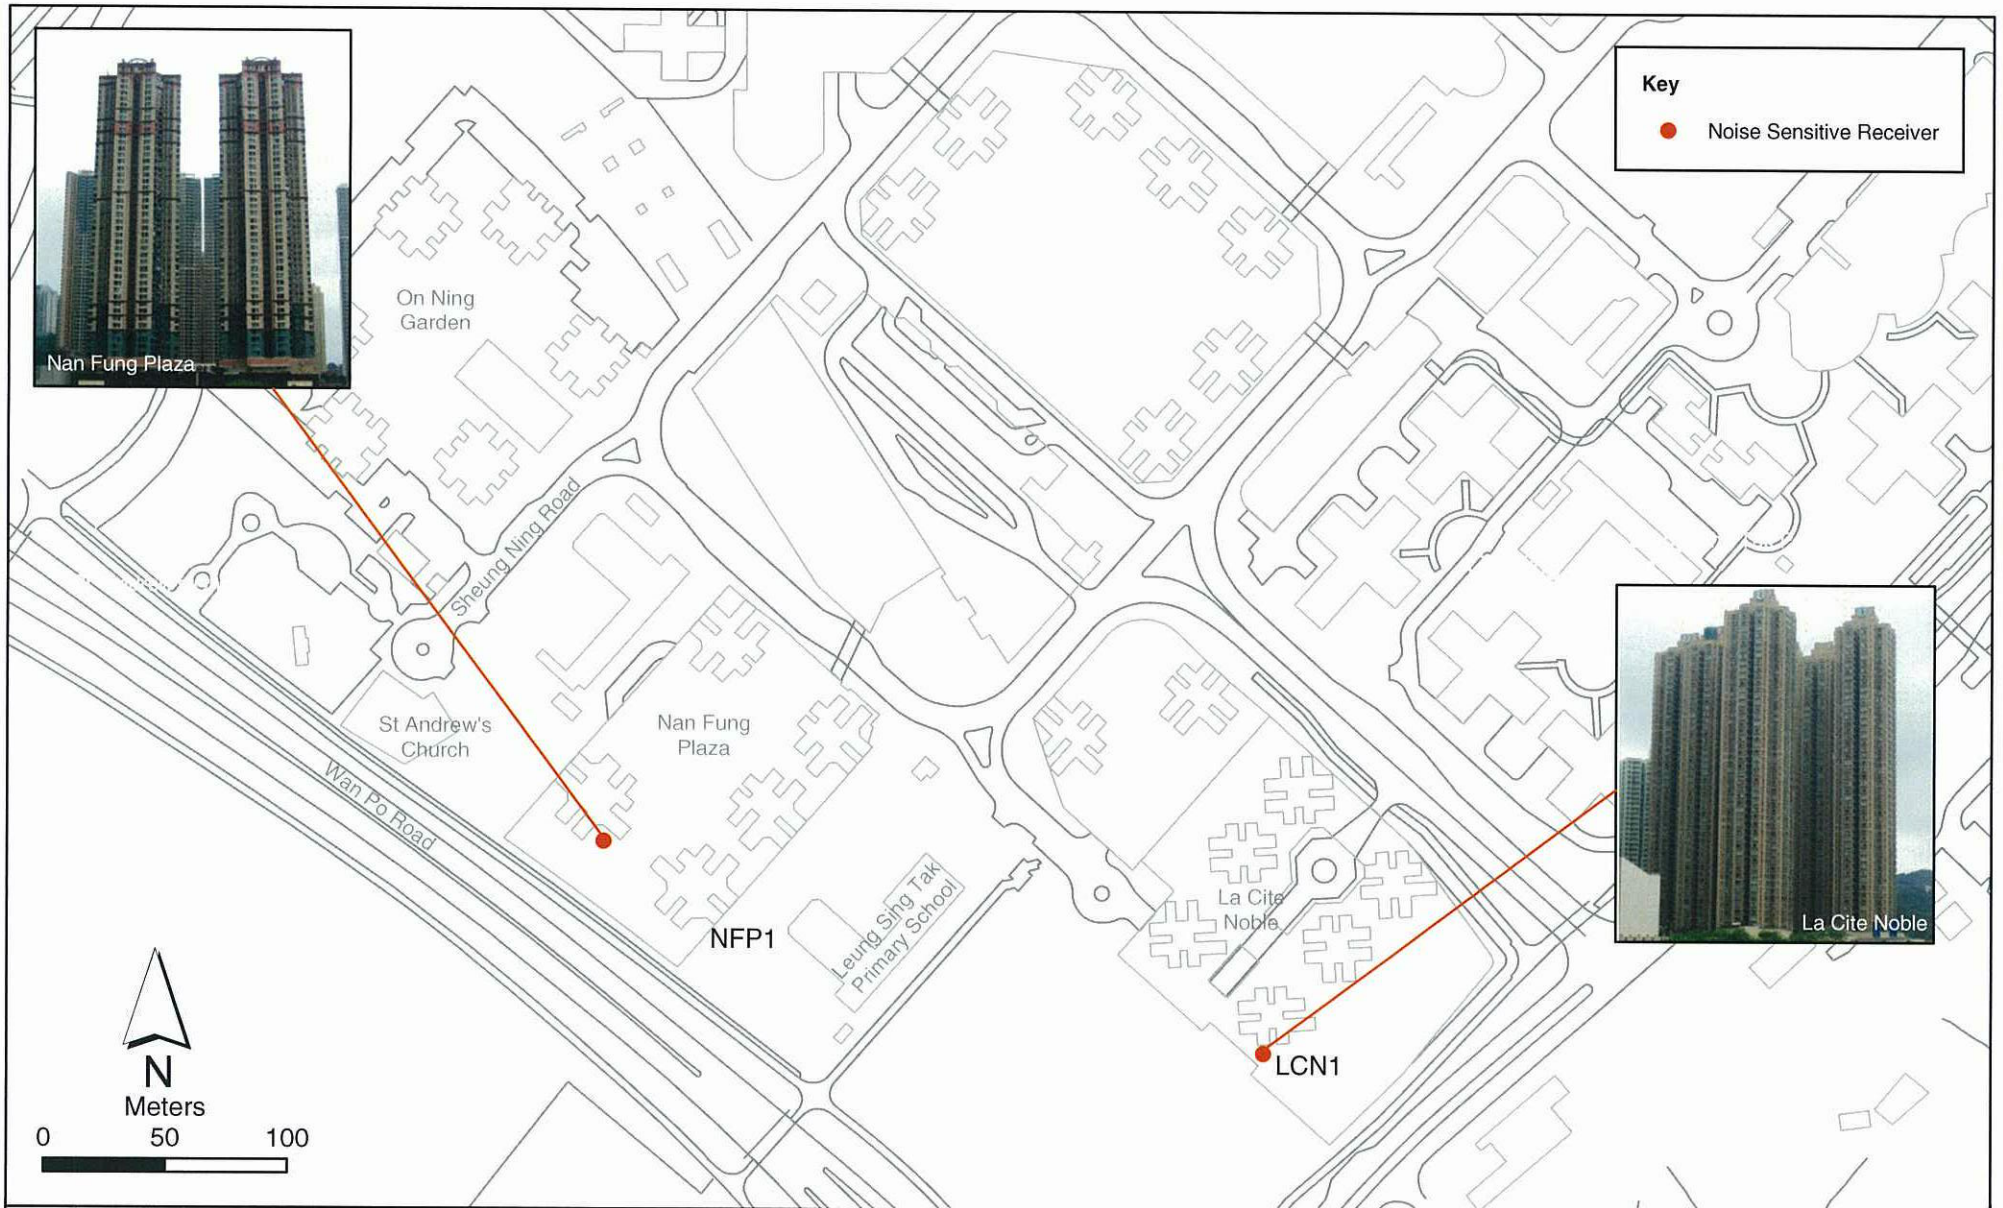 Key
Noise Sensitive Receiver
Nan Fung Plaza
On Ning
Garden
Sheung Ning Road
St Andrew's
Church
Nan Fung
Plaza
Wan Po Road
Leung Sing Tak
Primary School
NFP1
La Cite
Noble
La Cite Noble
LCN1
N
Meters
0 50 100